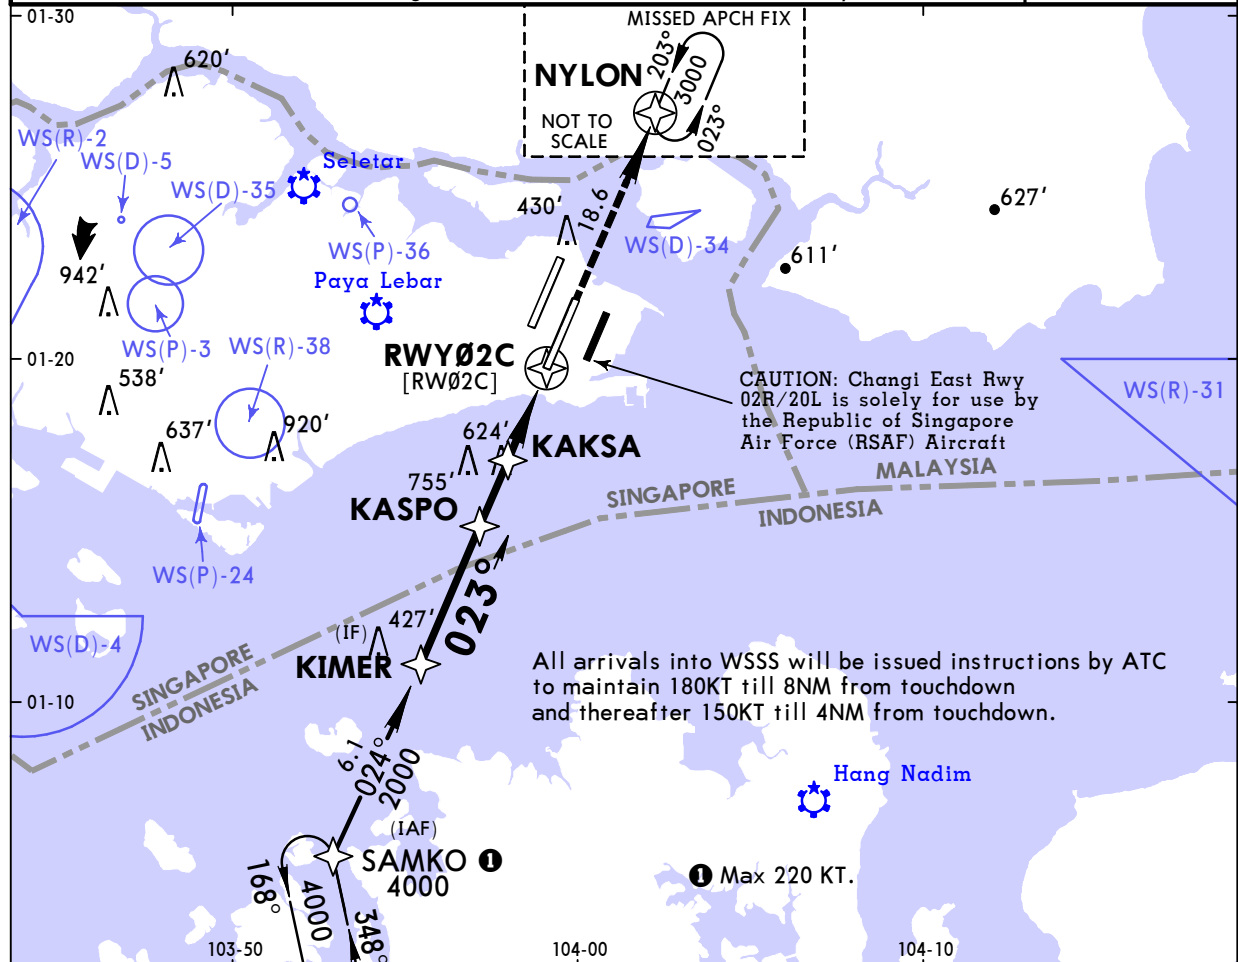 01-30
MISSED APCH FIX
620'
NYLON
203°
3000
023°
NOT TO
SCALE
WS(R)-2
WS(D)-5
Seletar
WS(D)-35
627'
430'
18.6
WS(P)-36
WS(D)-34
611'
942'
Paya Lebar
WS(P)-3
WS(R)-38
01-20
RWYØ2C
[RWØ2C]
538'
CAUTION: Changi East Rwy
02R/20L is solely for use by
the Republic of Singapore
Air Force (RSAF) Aircraft
WS(R)-31
637'
920'
624'
KAKSA
755'
MALAYSIA
SINGAPORE
INDONESIA
KASPO
WS(P)-24
023°
427'
(IF)
WS(D)-4
KIMER
SINGAPORE
INDONESIA
All arrivals into WSSS will be issued instructions by ATC
to maintain 180KT till 8NM from touchdown
and thereafter 150KT till 4NM from touchdown.
01-10
6.1
024°
2000
Hang Nadim
(IAF)
SAMKO 1
4000
1 Max 220 KT.
168°
4000
348°
103-50
104-00
104-10